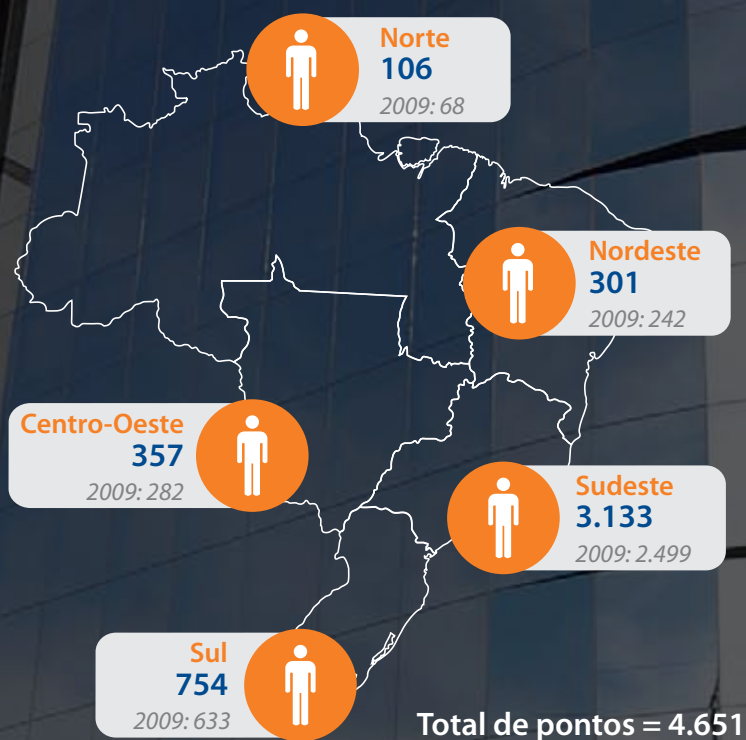 Norte
106
2009: 68
Nordeste
301
2009: 242
Centro-Oeste
357
2009: 282
Sudeste
3.133
2009: 2.499
Sul
754
2009: 633
Total de pontos = 4.651